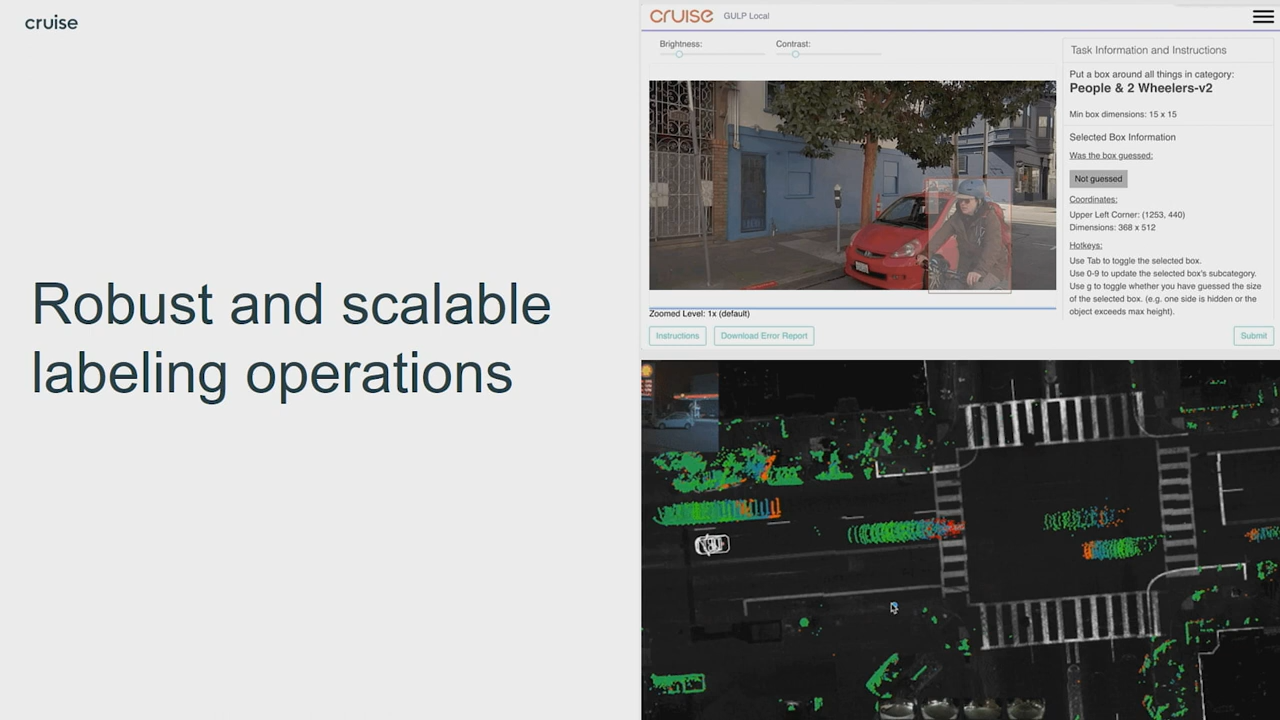 cruise
Robust and scalable
labeling operations
cruise GULP Local
Brightness: Contrast:
Zoomed Level: 1x (default)
Instructions Download Error Report
Task Information and Instructions
Put a box around all things in category:
People & 2 Wheelers-v2
Min box dimensions: 15 x 15
Selected Box Information
Was the box guessed:
Not guessed
Coordinates:
Upper Left Corner: (1253, 440)
Dimensions: 368 x 512
Hotkeys:
Use Tab to toggle the selected box.
Use 0-9 to update the selected box's subcategory.
Use g to toggle whether you have guessed the size
of the selected box. (e.g. one side is hidden or the
object exceeds max height).
Submit